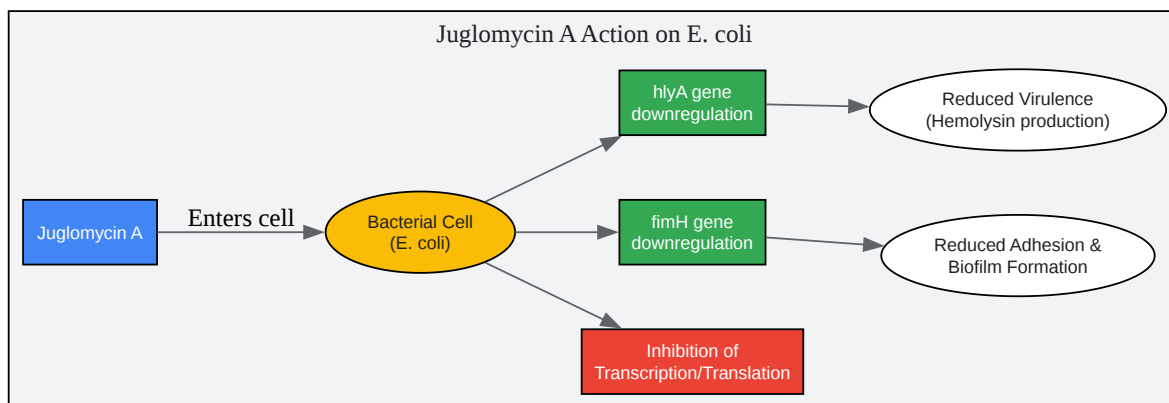 Juglomycin A Action on E. coli
hlyA gene
downregulation
Reduced Virulence
(Hemolysin production)
Juglomycin A
Enters cell
Bacterial Cell
(E. coli)
fimH gene
downregulation
Reduced Adhesion &
Biofilm Formation
Inhibition of
Transcription/Translation